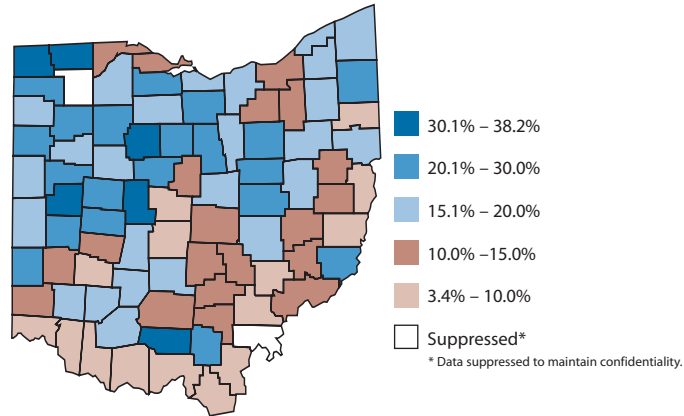 30.1% – 38.2%
20.1% – 30.0%
15.1% – 20.0%
10.0% –15.0%
3.4% – 10.0%
Suppressed*
* Data suppressed to maintain confidentiality.